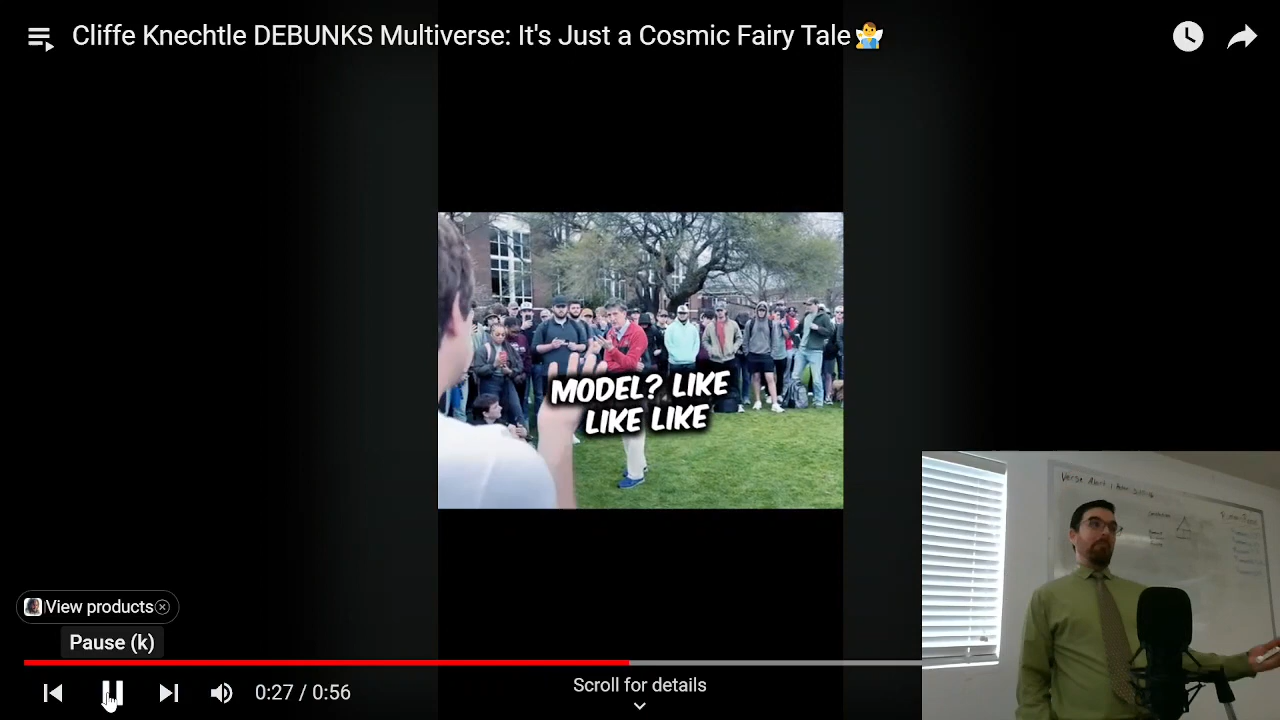 Cliffe Knechtle DEBUNKS Multiverse: It's Just a Cosmic Fairy Tale🧚‍♂️
MODEL? LIKE
LIKE LIKE
View products
Pause (k)
0:27 / 0:56
Scroll for details